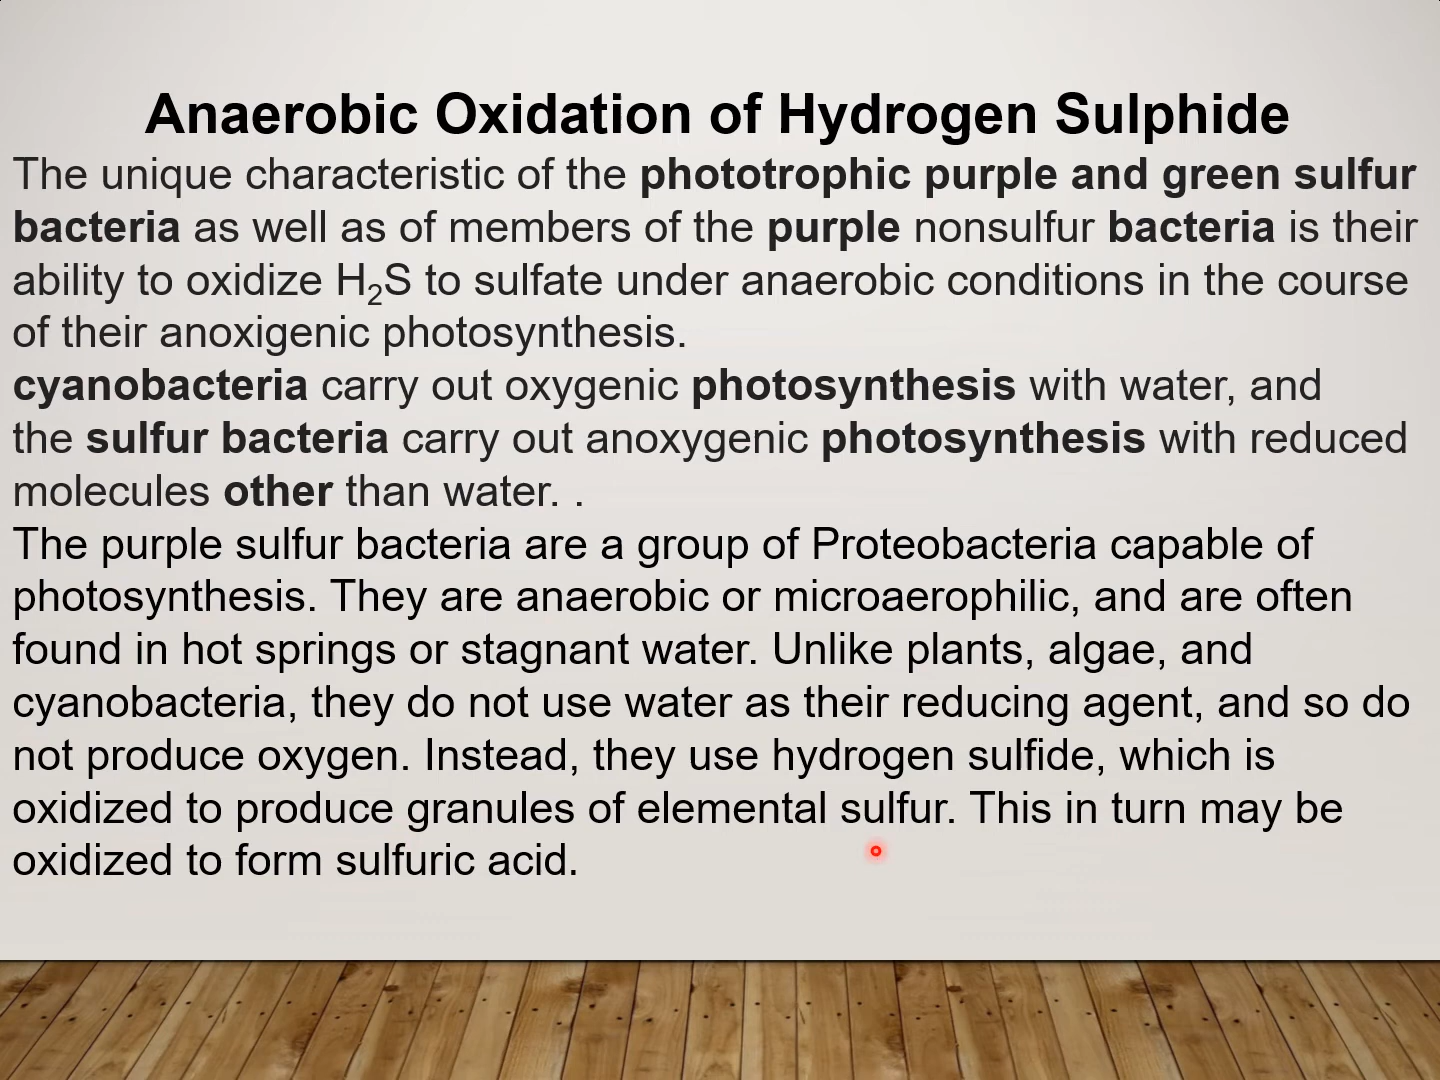 Anaerobic Oxidation of Hydrogen Sulphide
The unique characteristic of the phototrophic purple and green sulfur
bacteria as well as of members of the purple nonsulfur bacteria is their
ability to oxidize H₂S to sulfate under anaerobic conditions in the course
of their anoxigenic photosynthesis.
cyanobacteria carry out oxygenic photosynthesis with water, and
the sulfur bacteria carry out anoxygenic photosynthesis with reduced
molecules other than water. .
The purple sulfur bacteria are a group of Proteobacteria capable of
photosynthesis. They are anaerobic or microaerophilic, and are often
found in hot springs or stagnant water. Unlike plants, algae, and
cyanobacteria, they do not use water as their reducing agent, and so do
not produce oxygen. Instead, they use hydrogen sulfide, which is
oxidized to produce granules of elemental sulfur. This in turn may be
oxidized to form sulfuric acid.